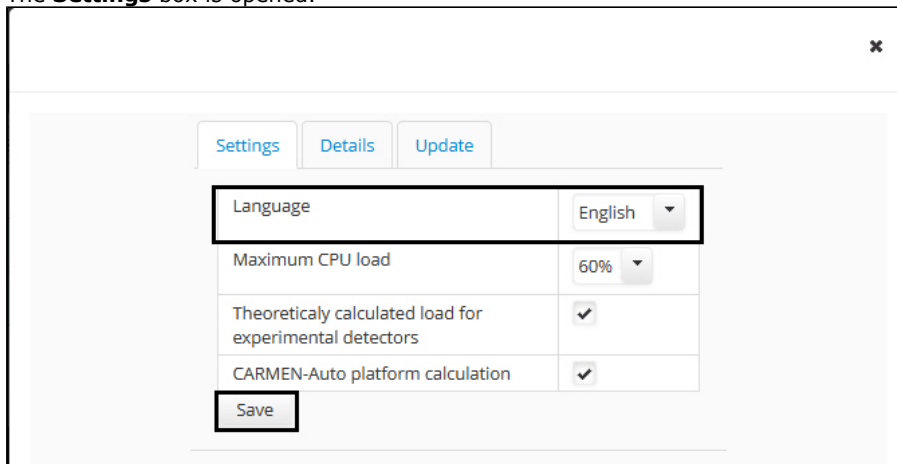 The Settings box is opened.
Settings
Details
Update
Language
English
Maximum CPU load
60%
Theoreticaly calculated load for
experimental detectors
CARMEN-Auto platform calculation
Save